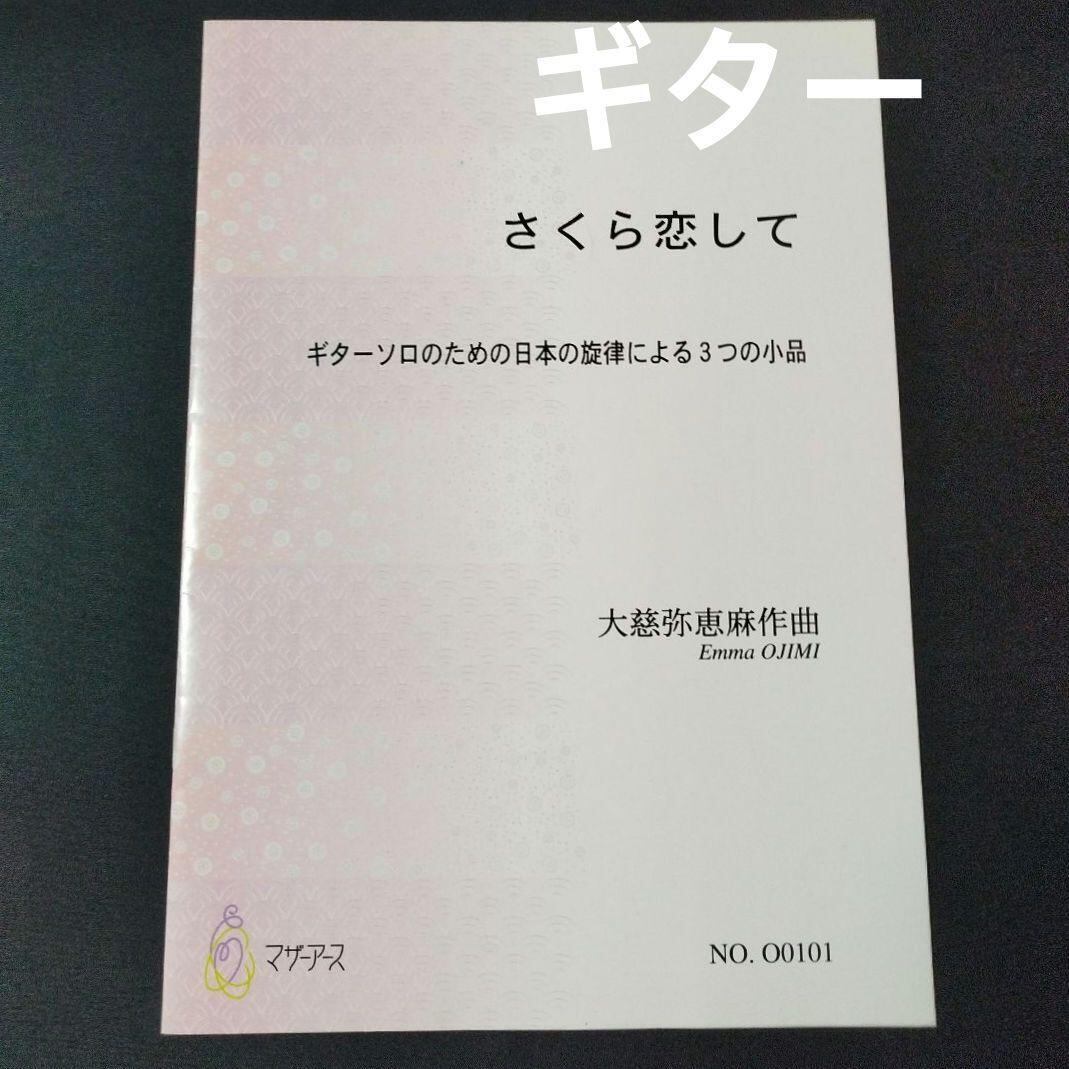 ギター
さくら恋して
ギターソロのための日本の旋律による3つの小品
大慈弥恵麻作曲
Emma OJIMI
マザーアース
NO. O0101